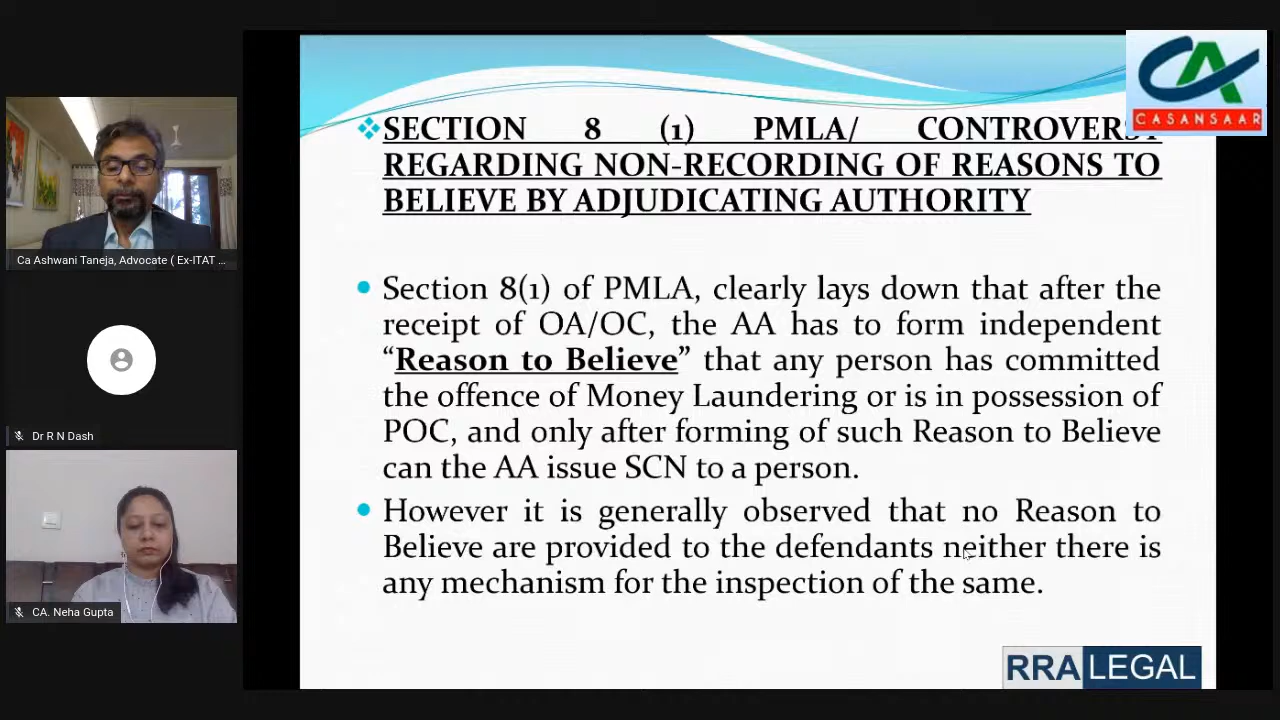 CASANSAAR
SECTION 8 (1) PMLA/ CONTROVERSY
REGARDING NON-RECORDING OF REASONS TO
BELIEVE BY ADJUDICATING AUTHORITY
Section 8(1) of PMLA, clearly lays down that after the
receipt of OA/OC, the AA has to form independent
“Reason to Believe” that any person has committed
the offence of Money Laundering or is in possession of
POC, and only after forming of such Reason to Believe
can the AA issue SCN to a person.
However it is generally observed that no Reason to
Believe are provided to the defendants neither there is
any mechanism for the inspection of the same.
RRA LEGAL
Ca Ashwani Taneja, Advocate ( Ex-ITAT ...
Dr R N Dash
CA. Neha Gupta